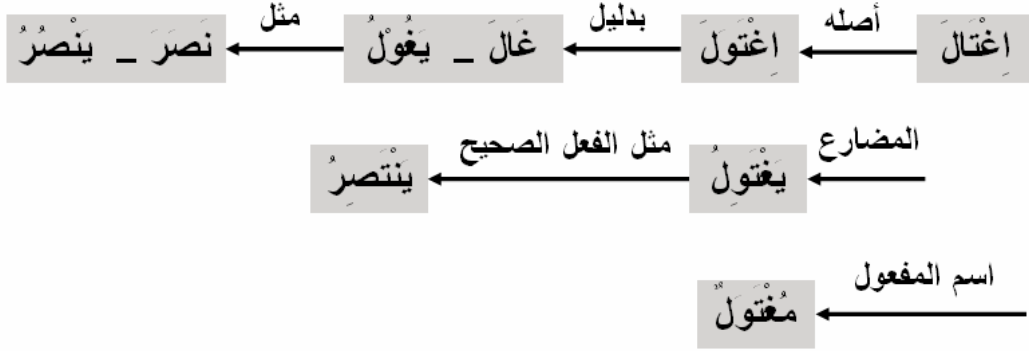 اِغْتَالَ أصله اِغْتَوَلَ بدليل غَالَ _ يَغُوْلُ مثل نَصَرَ _ يَنْصُرُ
المضارع يَغْتَوِلُ مثل الفعل الصحيح يَنْتَصِرُ
اسم المفعول مُغْتَوَلٌ